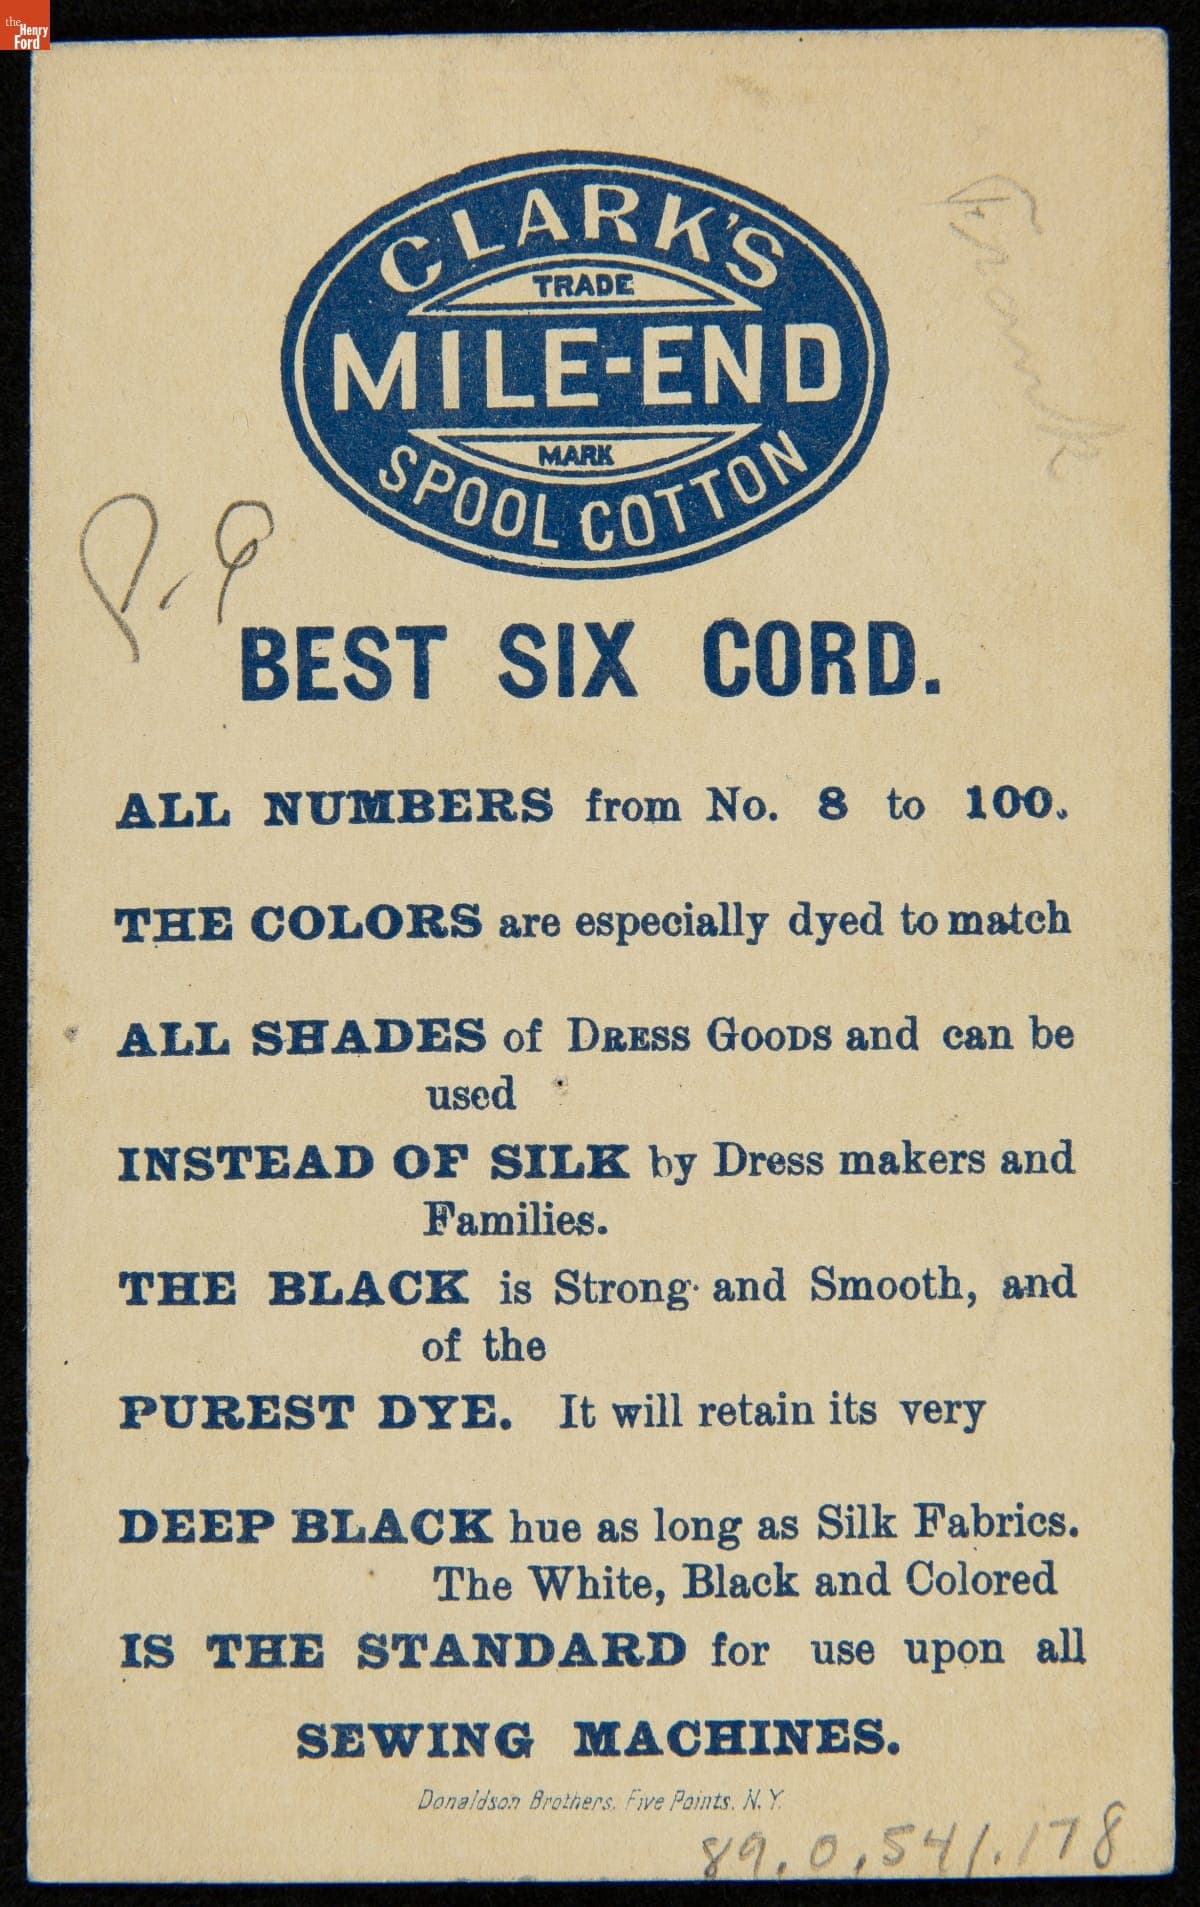 the
Henry
Ford
CLARK'S
TRADE
MILE-END
MARK
SPOOL COTTON
Frank
BEST SIX CORD.
ALL NUMBERS from No. 8 to 100.
THE COLORS are especially dyed to match
ALL SHADES of DRESS GOODS and can be
used
INSTEAD OF SILK by Dress makers and
Families.
THE BLACK is Strong and Smooth, and
of the
PUREST DYE. It will retain its very
DEEP BLACK hue as long as Silk Fabrics.
The White, Black and Colored
IS THE STANDARD for use upon all
SEWING MACHINES.
Donaldson Brothers, Five Points, N. Y.
89.0.541.178